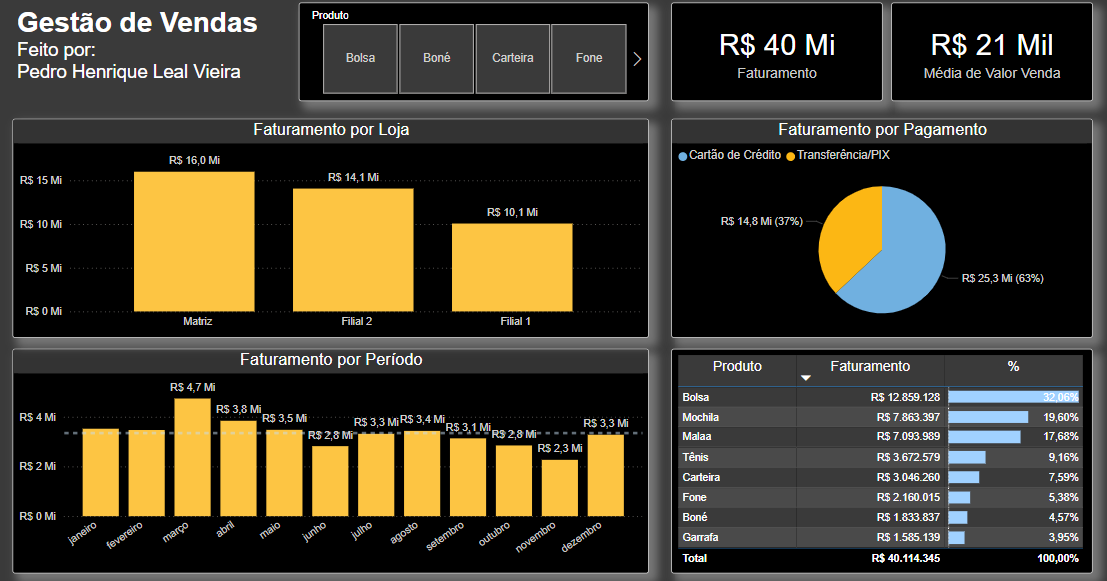 Gestão de Vendas
Feito por:
Pedro Henrique Leal Vieira
Produto
Bolsa
Boné
Carteira
Fone
R$ 40 Mi
Faturamento
R$ 21 Mil
Média de Valor Venda
Faturamento por Loja
R$ 15 Mi
R$ 10 Mi
R$ 5 Mi
R$ 0 Mi
R$ 16,0 Mi
R$ 14,1 Mi
R$ 10,1 Mi
Matriz
Filial 2
Filial 1
Faturamento por Pagamento
Cartão de Crédito
Transferência/PIX
R$ 14,8 Mi (37%)
R$ 25,3 Mi (63%)
Faturamento por Período
R$ 4 Mi
R$ 2 Mi
R$ 0 Mi
R$ 4,7 Mi
R$ 3,8 Mi
R$ 3,5 Mi
R$ 2,8 Mi
R$ 3,3 Mi
R$ 3,4 Mi
R$ 3,1 Mi
R$ 2,8 Mi
R$ 2,3 Mi
R$ 3,3 Mi
janeiro
fevereiro
março
abril
maio
junho
julho
agosto
setembro
outubro
novembro
dezembro
Produto Faturamento %
Bolsa R$ 12.859.128 32,06%
Mochila R$ 7.863.397 19,60%
Malaa R$ 7.093.989 17,68%
Tênis R$ 3.672.579 9,16%
Carteira R$ 3.046.260 7,59%
Fone R$ 2.160.015 5,38%
Boné R$ 1.833.837 4,57%
Garrafa R$ 1.585.139 3,95%
Total R$ 40.114.345 100,00%